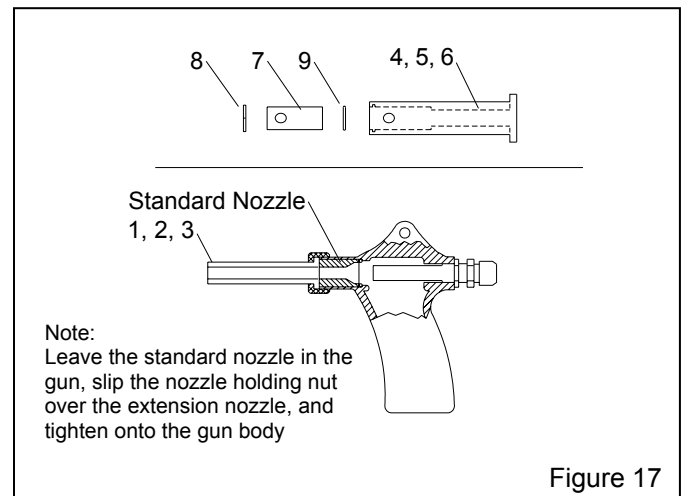 8 7 9 4, 5, 6
Standard Nozzle
1, 2, 3
Note:
Leave the standard nozzle in the
gun, slip the nozzle holding nut
over the extension nozzle, and
tighten onto the gun body
Figure 17